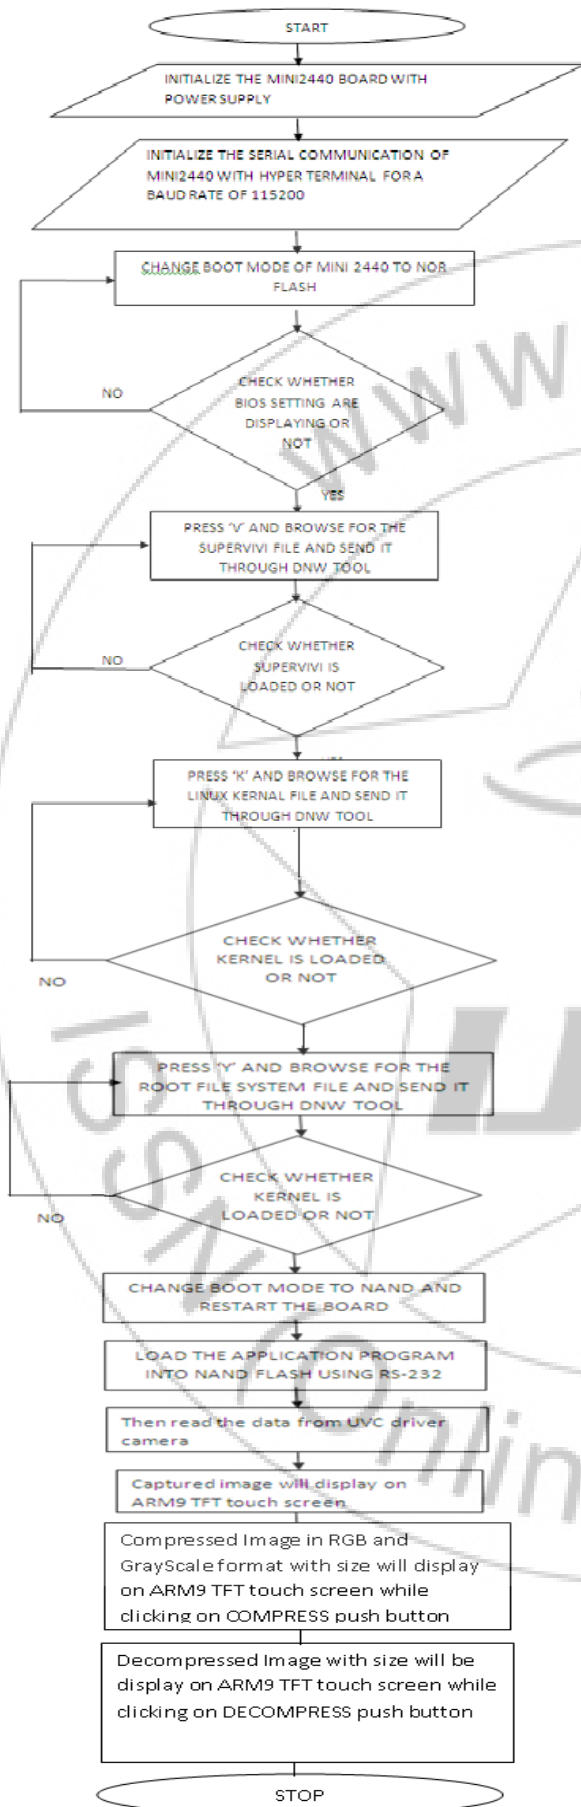 START
INITIALIZE THE MINI2440 BOARD WITH
POWER SUPPLY
INITIALIZE THE SERIAL COMMUNICATION OF
MINI2440 WITH HYPER TERMINAL FOR A
BAUD RATE OF 115200
CHANGE BOOT MODE OF MINI 2440 TO NOR
FLASH
CHECK WHETHER
BIOS SETTING ARE
DISPLAYING OR
NOT
NO
YES
PRESS 'V' AND BROWSE FOR THE
SUPERVIVI FILE AND SEND IT
THROUGH DNW TOOL
CHECK WHETHER
SUPERVIVI IS
LOADED OR NOT
NO
PRESS 'K' AND BROWSE FOR THE
LINUX KERNAL FILE AND SEND IT
THROUGH DNW TOOL
CHECK WHETHER
KERNEL IS LOADED
OR NOT
NO
PRESS 'Y' AND BROWSE FOR THE
ROOT FILE SYSTEM FILE AND SEND IT
THROUGH DNW TOOL
CHECK WHETHER
KERNEL IS
LOADED OR NOT
NO
CHANGE BOOT MODE TO NAND AND
RESTART THE BOARD
LOAD THE APPLICATION PROGRAM
INTO NAND FLASH USING RS-232
Then read the data from UVC driver
camera
Captured image will display on
ARM9 TFT touch screen
Compressed Image in RGB and
GrayScale format with size will display
on ARM9 TFT touch screen while
clicking on COMPRESS push button
Decompressed Image with size will be
display on ARM9 TFT touch screen while
clicking on DECOMPRESS push button
STOP
www
ISSN (Onlin